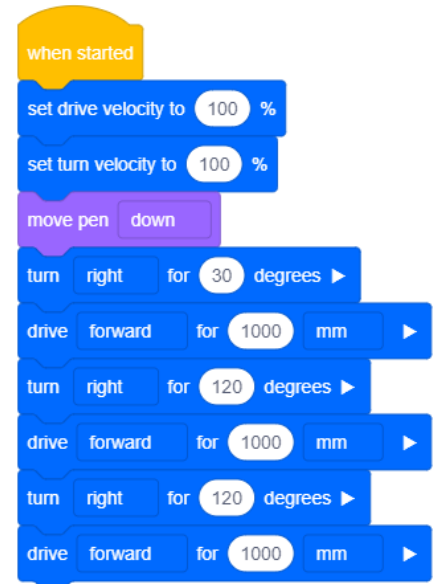 when started
set drive velocity to 100 %
set turn velocity to 100 %
move pen down
turn right for 30 degrees
drive forward for 1000 mm
turn right for 120 degrees
drive forward for 1000 mm
turn right for 120 degrees
drive forward for 1000 mm